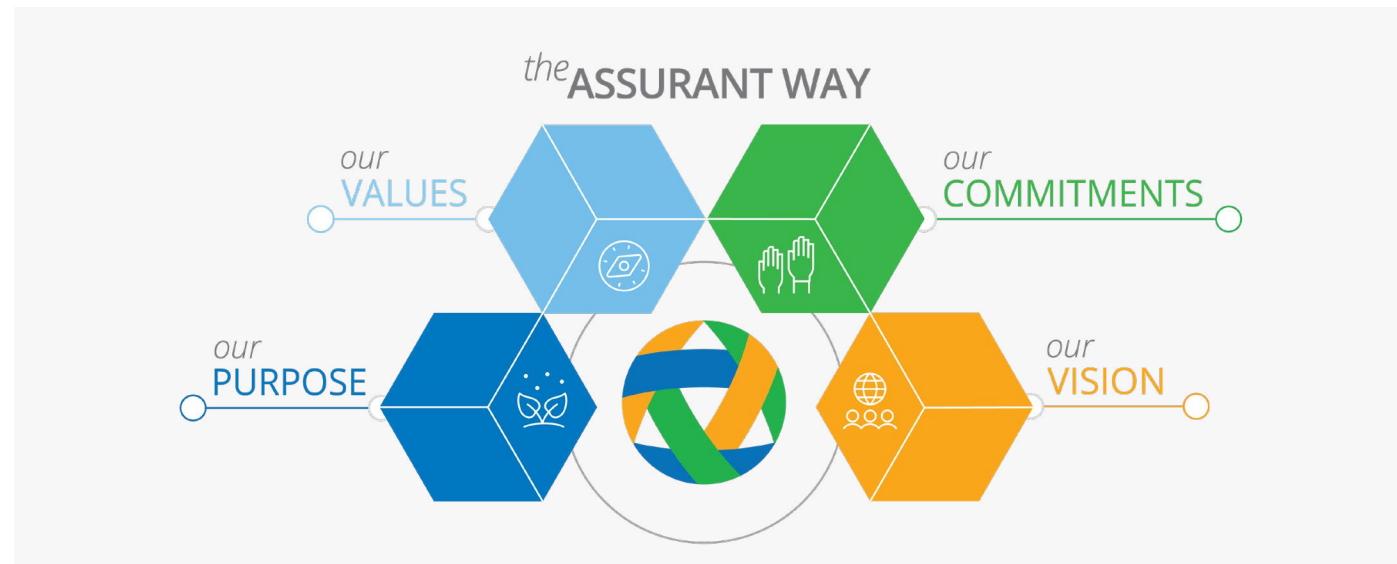 the ASSURANT WAY
our
VALUES
our
COMMITMENTS
our
PURPOSE
our
VISION